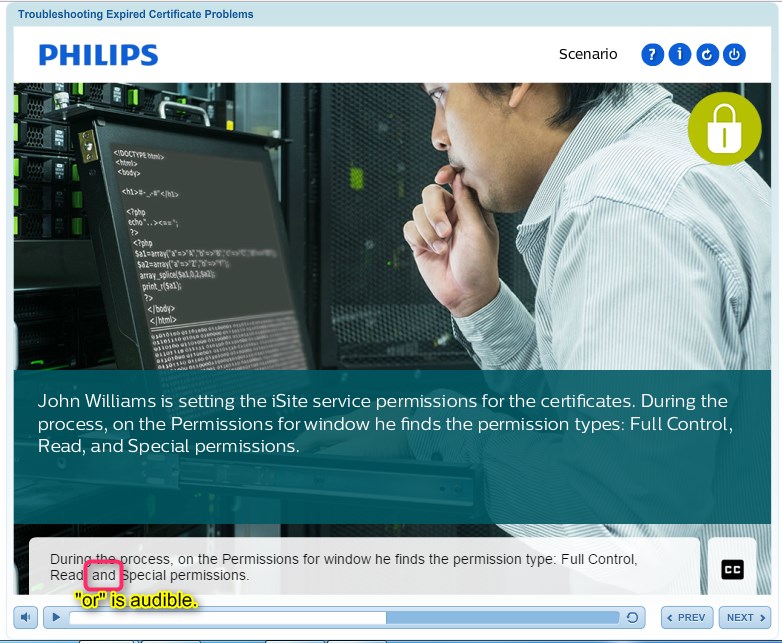 Troubleshooting Expired Certificate Problems
PHILIPS
Scenario
?
i
<!DOCTYPE html>
<html>
<body>
<h1>#-_.-#"</h1>
<?php
echo"..><==";
?>
<?php
$a1=array("a"=>"A","b"=>"B"
$a2=array("a"=>"Z","b"=>"Y");
array_splice($a1,0,2,$a2);
print_r($a1);
?>
</body>
</html>
John Williams is setting the iSite service permissions for the certificates. During the
process, on the Permissions for window he finds the permission types: Full Control,
Read, and Special permissions.
During the process, on the Permissions for window he finds the permission type: Full Control,
Read, and Special permissions.
CC
"or" is audible.
PREV
NEXT